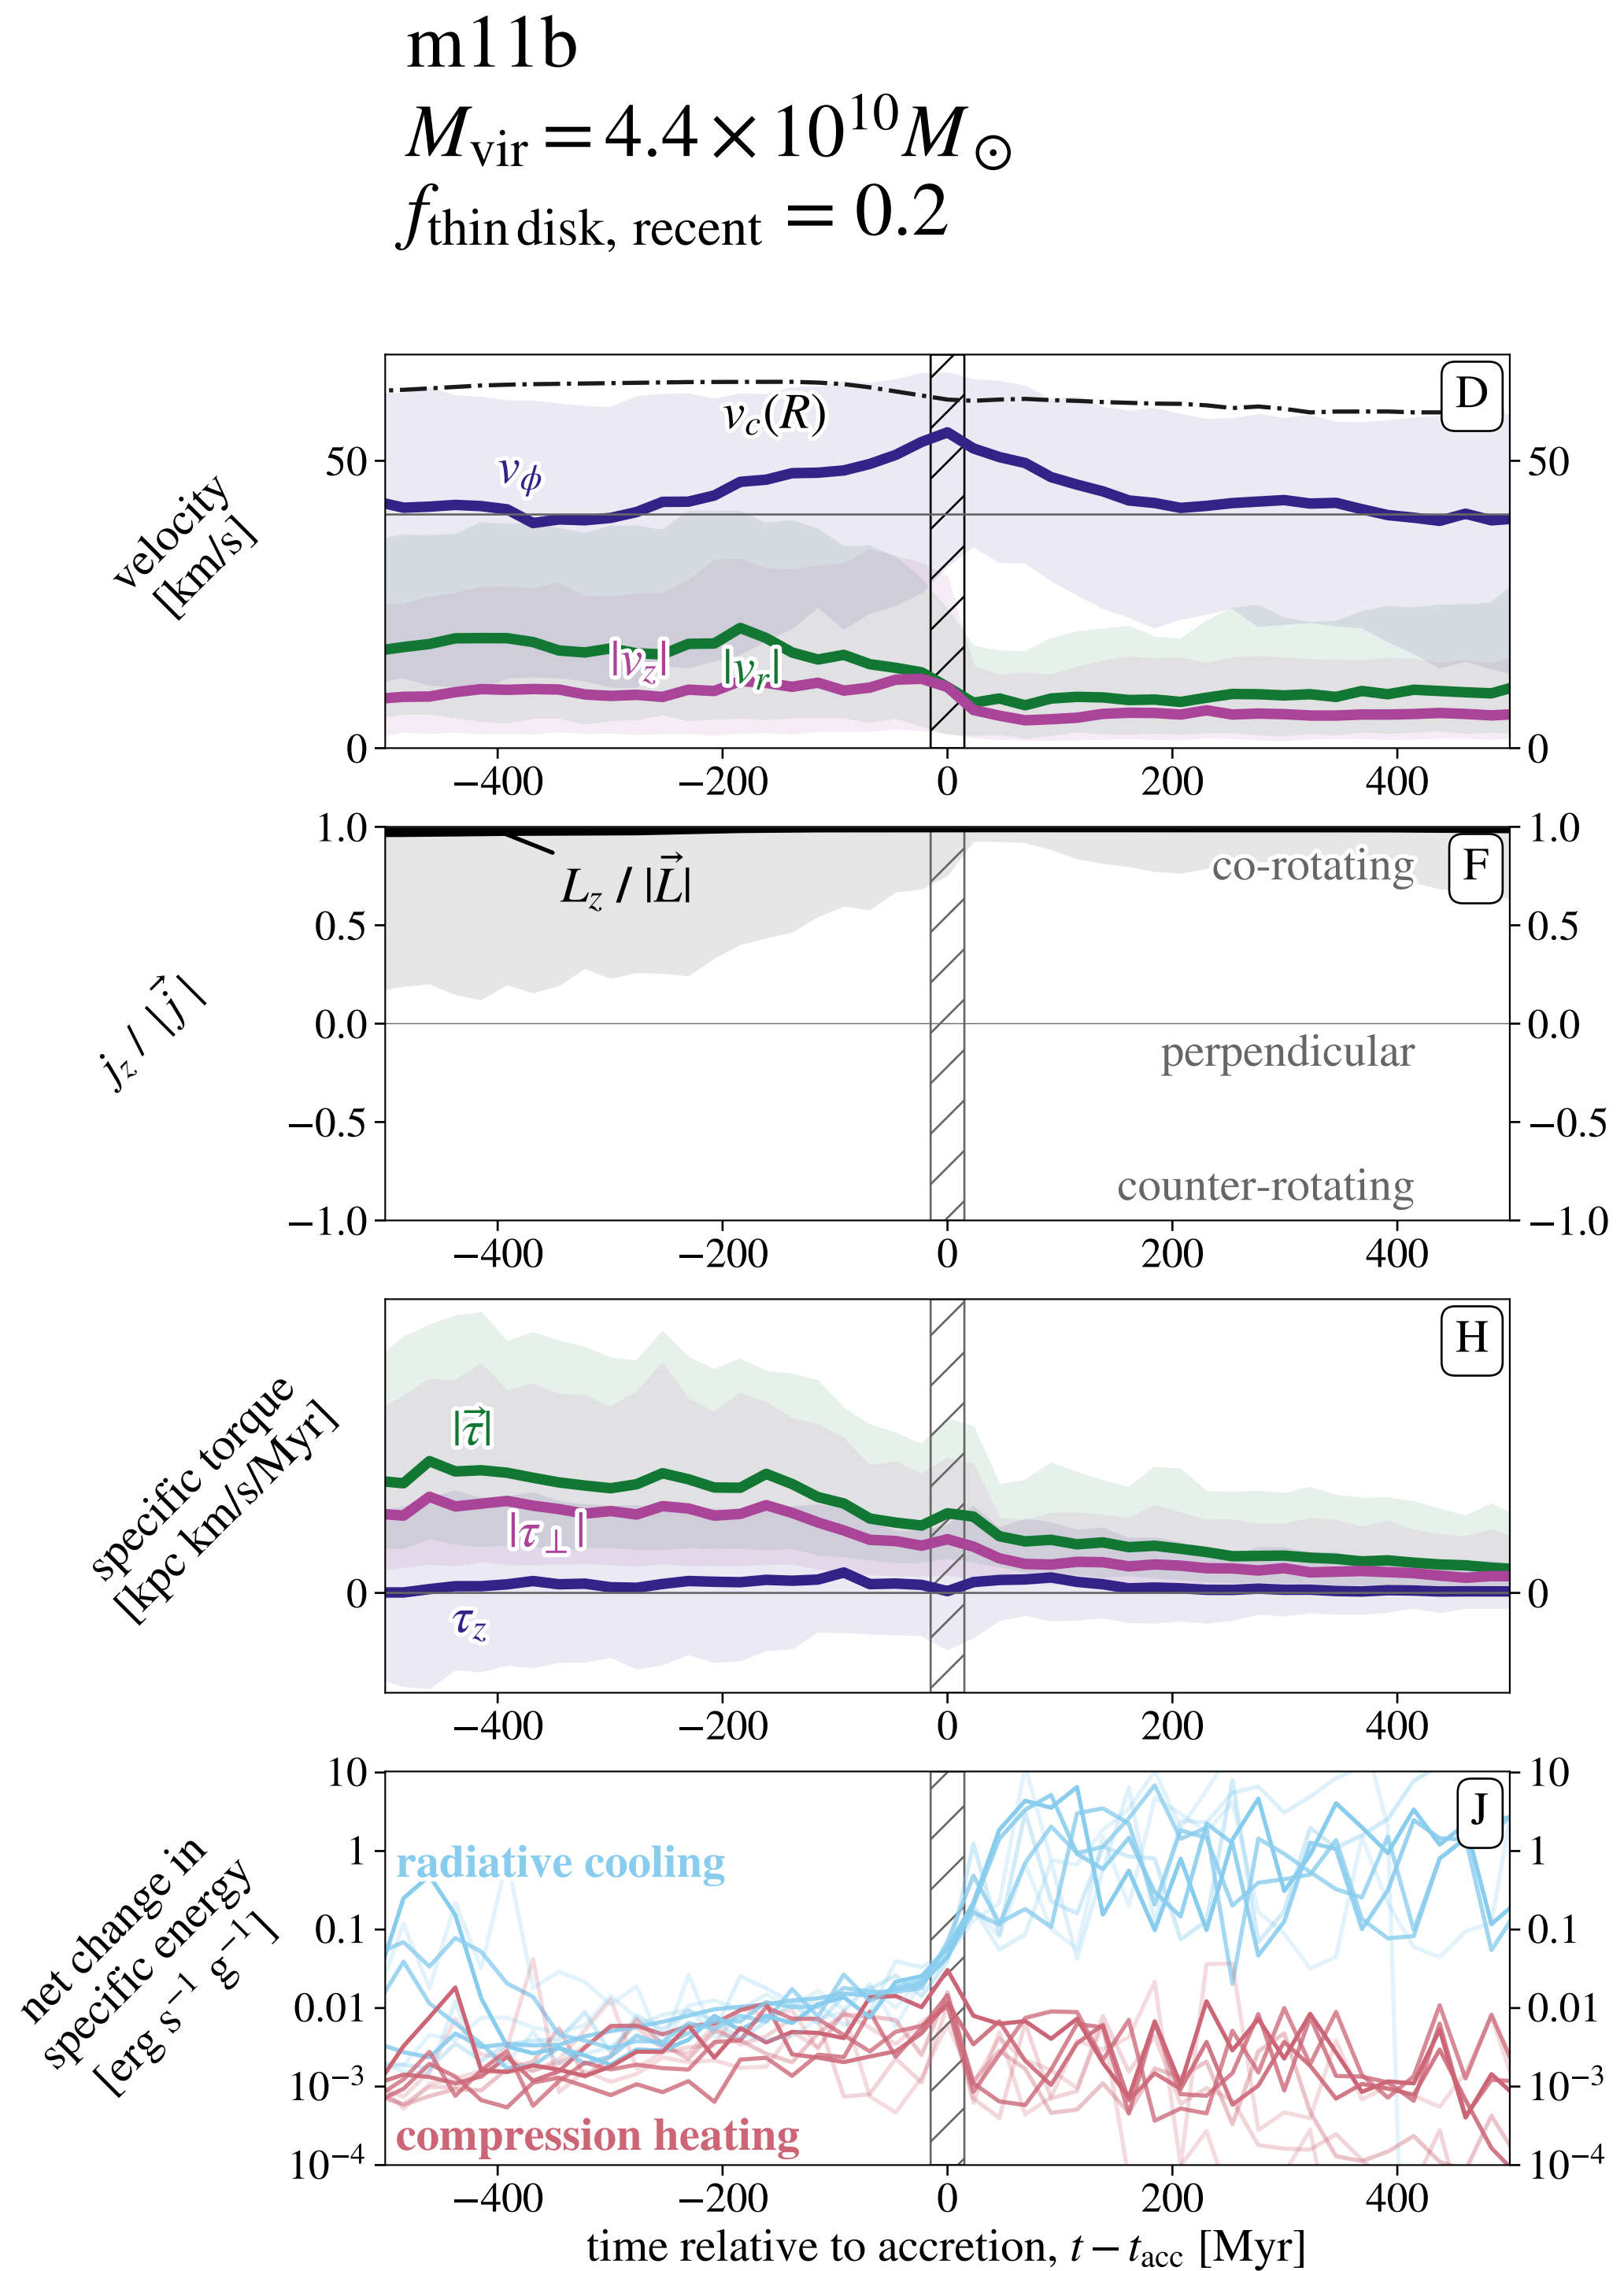 m11b
M_vir = 4.4 × 10^10 M_⊙
f_thin disk, recent = 0.2
velocity
[km/s]
50
0
50
0
D
v_c(R)
v_ϕ
|v_z|
|v_r|
−400 −200 0 200 400
j_z / |j⃗|
1.0
0.5
0.0
−0.5
−1.0
1.0
0.5
0.0
−0.5
−1.0
F
L_z / |L⃗|
co-rotating
perpendicular
counter-rotating
−400 −200 0 200 400
specific torque
[kpc km/s/Myr]
0
0
H
|τ⃗|
|τ_⊥|
τ_z
−400 −200 0 200 400
net change in
specific energy
[erg s^−1 g^−1]
10
1
0.1
0.01
10^−3
10^−4
10
1
0.1
0.01
10^−3
10^−4
J
radiative cooling
compression heating
−400 −200 0 200 400
time relative to accretion, t − t_acc [Myr]